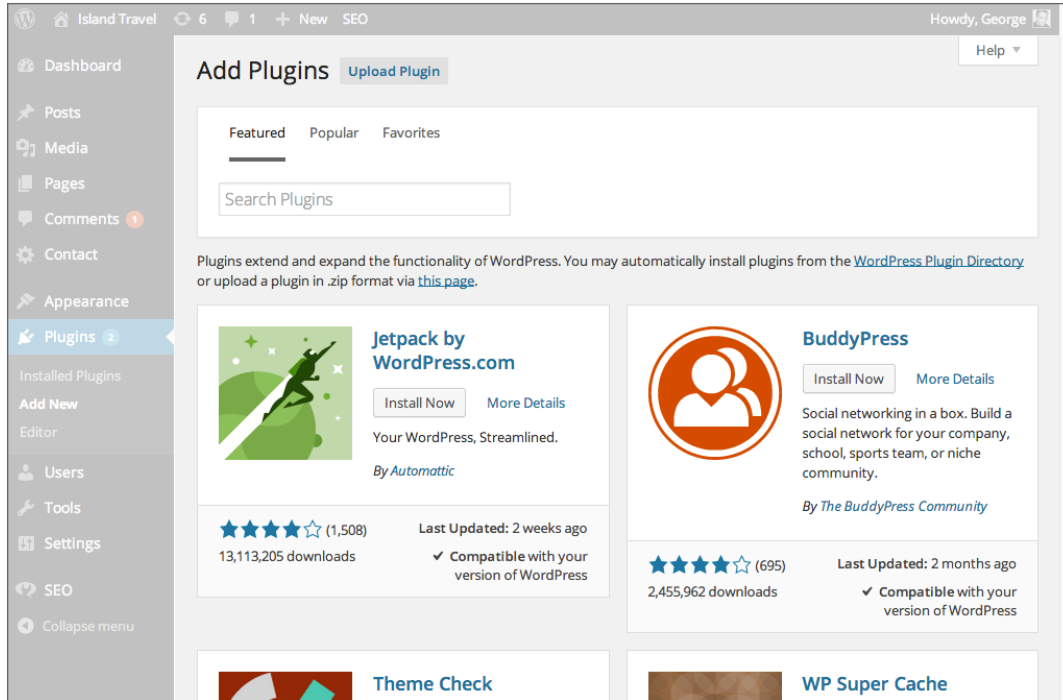 Island Travel 6 1 + New SEO
Howdy, George
Help
Dashboard
Posts
Media
Pages
Comments 1
Contact
Appearance
Plugins 2
Installed Plugins
Add New
Editor
Users
Tools
Settings
SEO
Collapse menu
Add Plugins Upload Plugin
Featured Popular Favorites
Search Plugins
Plugins extend and expand the functionality of WordPress. You may automatically install plugins from the WordPress Plugin Directory
or upload a plugin in .zip format via this page.
Jetpack by
WordPress.com
Install Now More Details
Your WordPress, Streamlined.
By Automattic
(1,508)
13,113,205 downloads
Last Updated: 2 weeks ago
✔ Compatible with your
version of WordPress
BuddyPress
Install Now More Details
Social networking in a box. Build a
social network for your company,
school, sports team, or niche
community.
By The BuddyPress Community
(695)
2,455,962 downloads
Last Updated: 2 months ago
✔ Compatible with your
version of WordPress
Theme Check
WP Super Cache